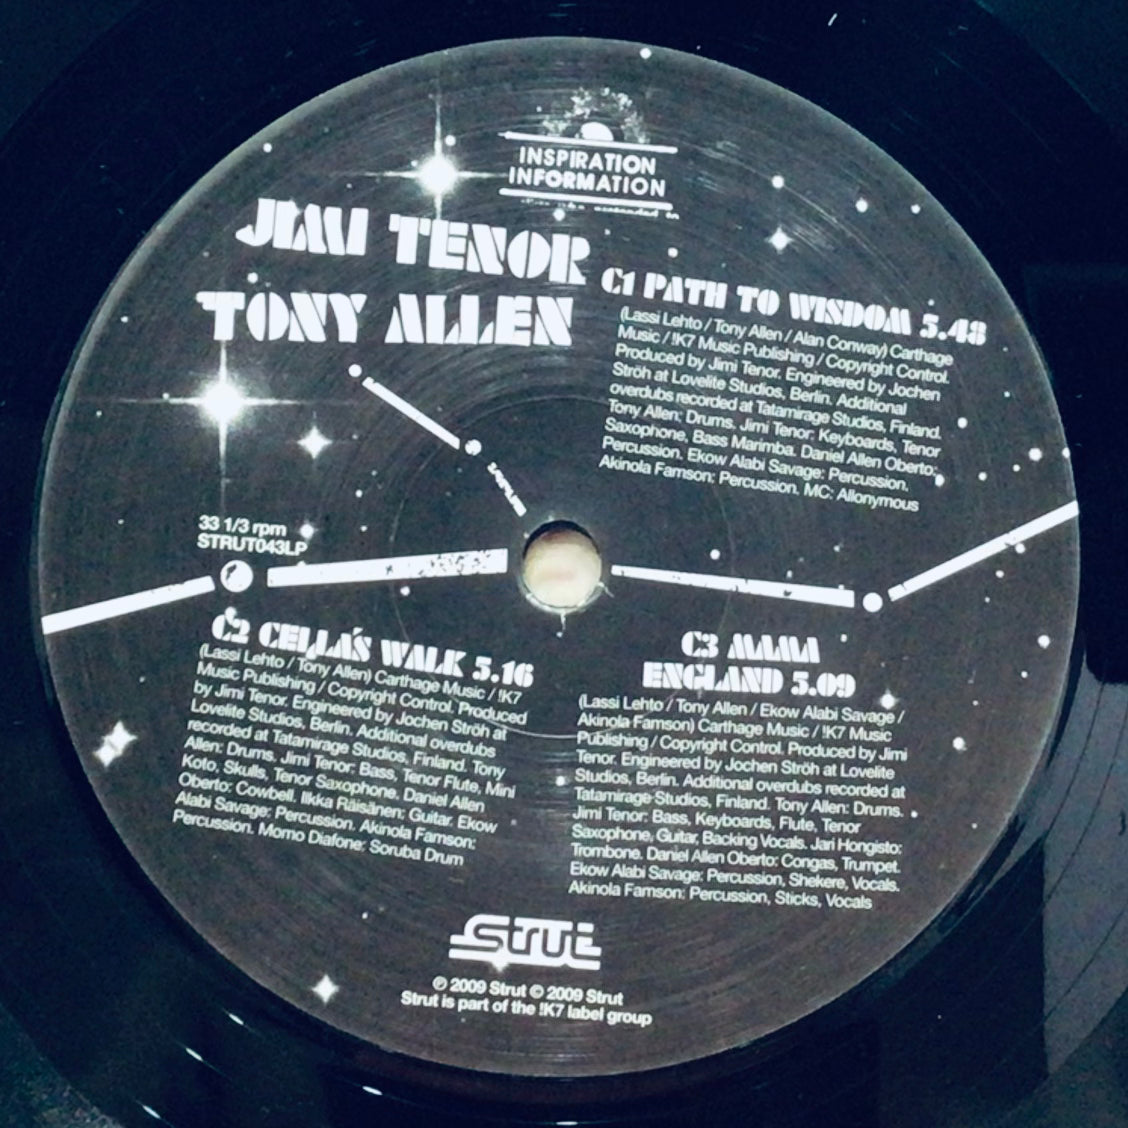 INSPIRATION
INFORMATION
JIMI TENOR
TONY ALLEN
C1 PATH TO WISDOM 5.48
(Lassi Lehto / Tony Allen / Alan Conway) Carthage
Music / !K7 Music Publishing / Copyright Control.
Produced by Jimi Tenor. Engineered by Jochen
Ströh at Lovelite Studios, Berlin. Additional
overdubs recorded at Tatamirage Studios, Finland.
Tony Allen: Drums. Jimi Tenor: Keyboards, Tenor
Saxophone, Bass Marimba. Daniel Allen Oberto:
Percussion. Ekow Alabi Savage: Percussion.
Akinola Famson: Percussion, MC: Allonymous
33 1/3 rpm
STRUT043LP
C2 CELLA'S WALK 5.16
(Lassi Lehto / Tony Allen) Carthage Music / !K7
Music Publishing / Copyright Control. Produced
by Jimi Tenor. Engineered by Jochen Ströh at
Lovelite Studios, Berlin. Additional overdubs
recorded at Tatamirage Studios, Finland. Tony
Allen: Drums. Jimi Tenor: Bass, Tenor Flute, Mini
Koto, Skulls, Tenor Saxophone. Daniel Allen
Oberto: Cowbell. Ilkka Räisänen: Guitar. Ekow
Alabi Savage: Percussion. Akinola Famson:
Percussion. Momo Diafone: Soruba Drum
C3 MAMA
ENGLAND 5.09
(Lassi Lehto / Tony Allen / Ekow Alabi Savage /
Akinola Famson) Carthage Music / !K7 Music
Publishing / Copyright Control. Produced by Jimi
Tenor. Engineered by Jochen Ströh at Lovelite
Studios, Berlin. Additional overdubs recorded at
Tatamirage Studios, Finland. Tony Allen: Drums.
Jimi Tenor: Bass, Keyboards, Flute, Tenor
Saxophone, Guitar, Backing Vocals. Jari Hongisto:
Trombone. Daniel Allen Oberto: Congas, Trumpet.
Ekow Alabi Savage: Percussion, Shekere, Vocals.
Akinola Famson: Percussion, Sticks, Vocals
Strut
℗ 2009 Strut © 2009 Strut
Strut is part of the !K7 label group